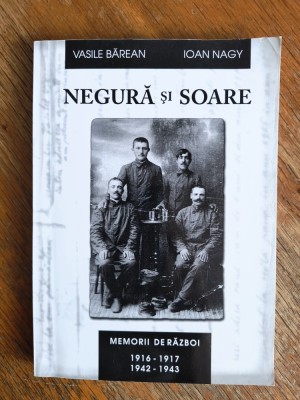 VASILE BĂREAN IOAN NAGY
NEGURĂ ȘI SOARE
MEMORII DE RĂZBOI
1916 - 1917
1942 - 1943